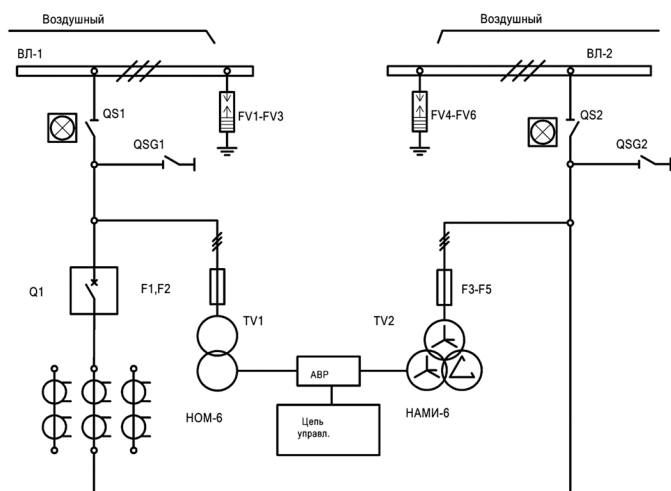 Воздушный
Воздушный
ВЛ-1
ВЛ-2
QS1
FV1-FV3
FV4-FV6
QS2
QSG1
QSG2
Q1
F1,F2
F3-F5
TV1
TV2
АВР
НОМ-6
НАМИ-6
Цепь
управл.